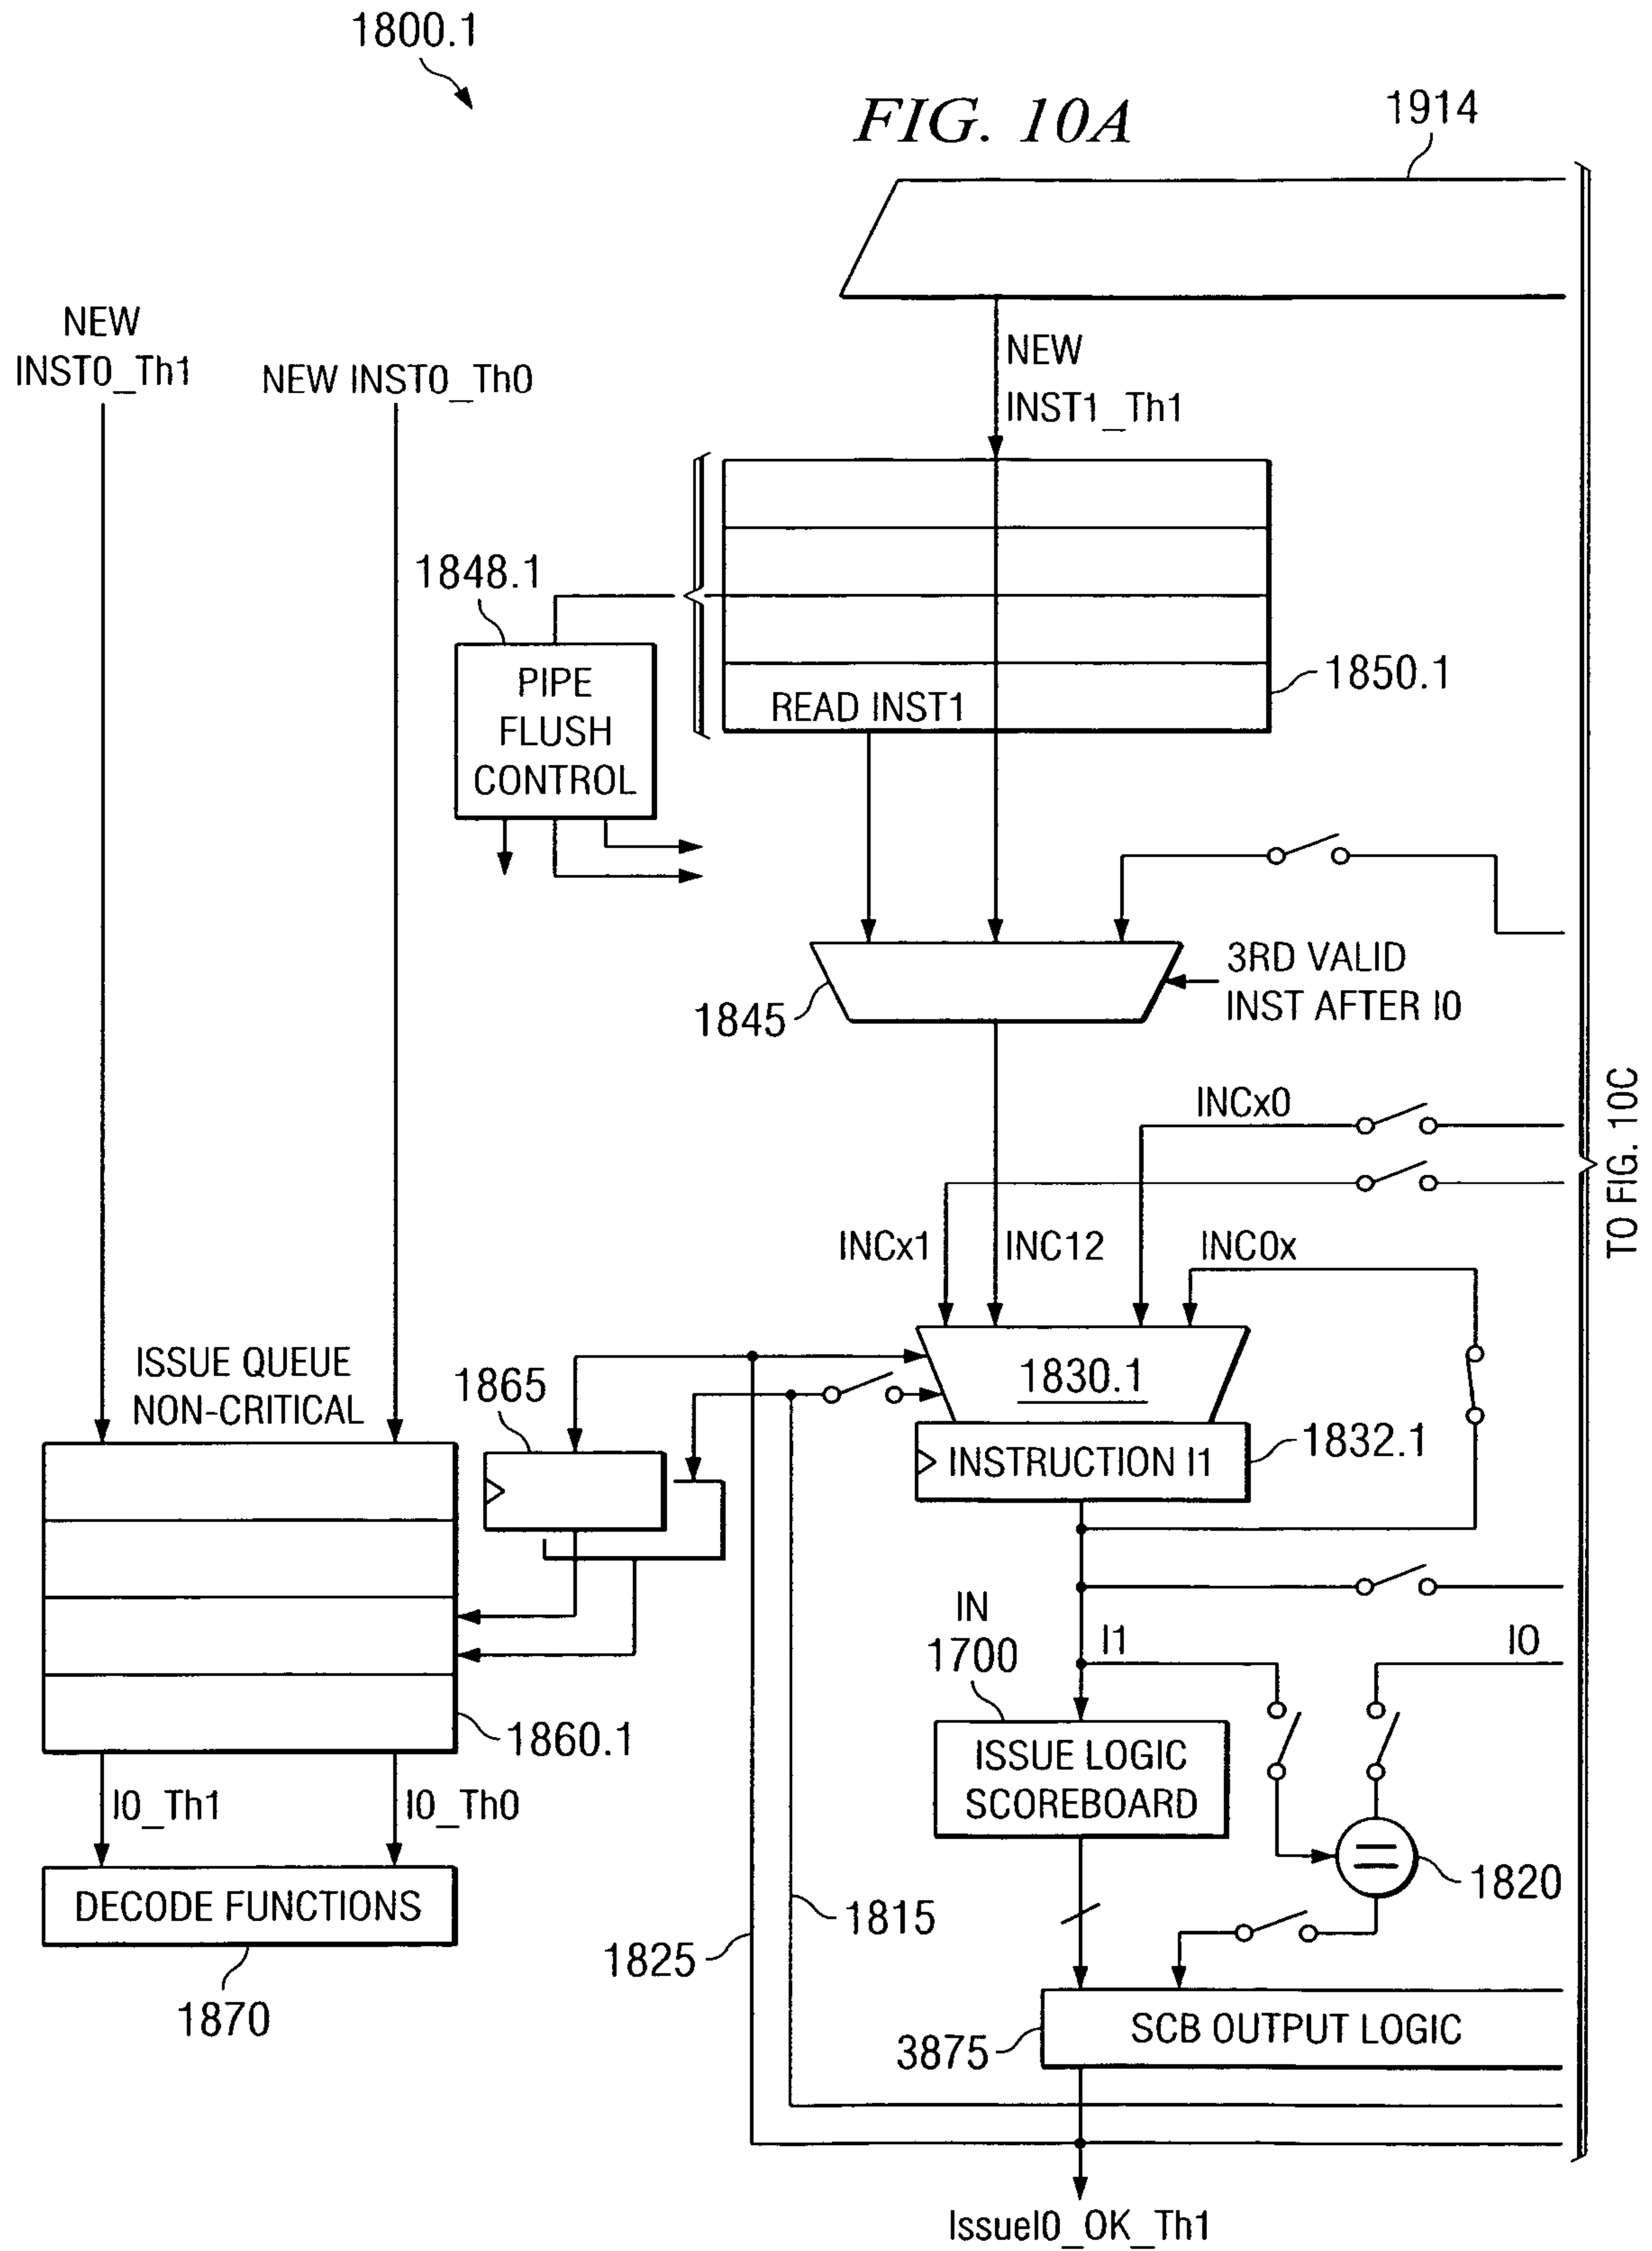 1800.1
FIG. 10A
1914
NEW
INST0_Th1
NEW INST0_Th0
NEW
INST1_Th1
1848.1
PIPE
FLUSH
CONTROL
READ INST1
1850.1
1845
3RD VALID
INST AFTER I0
INCx0
TO FIG. 10C
INCx1
INC12
INC0x
ISSUE QUEUE
NON-CRITICAL
1865
1830.1
INSTRUCTION I1
1832.1
IN
1700
I1
I0
1860.1
ISSUE LOGIC
SCOREBOARD
I0_Th1
I0_Th0
1820
DECODE FUNCTIONS
1815
1825
1870
SCB OUTPUT LOGIC
3875
IssueI0_OK_Th1